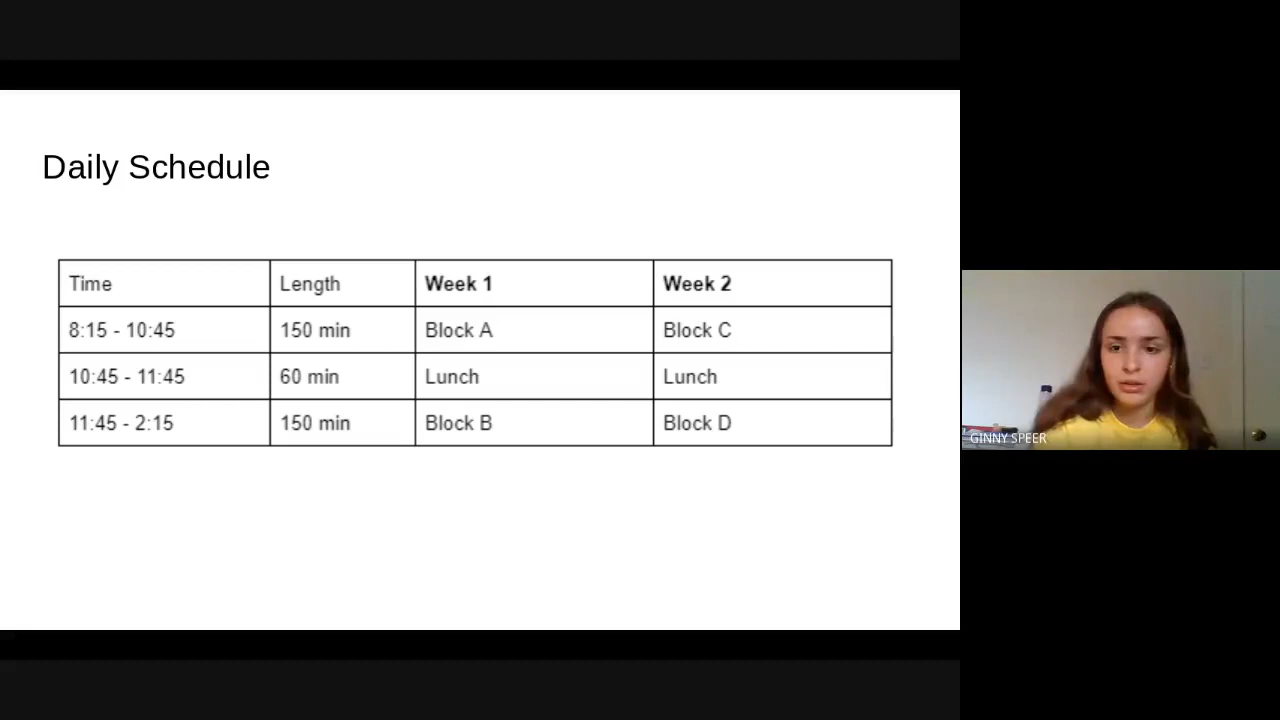 Daily Schedule
Time Length Week 1 Week 2
8:15 - 10:45 150 min Block A Block C
10:45 - 11:45 60 min Lunch Lunch
11:45 - 2:15 150 min Block B Block D
GINNY SPEER